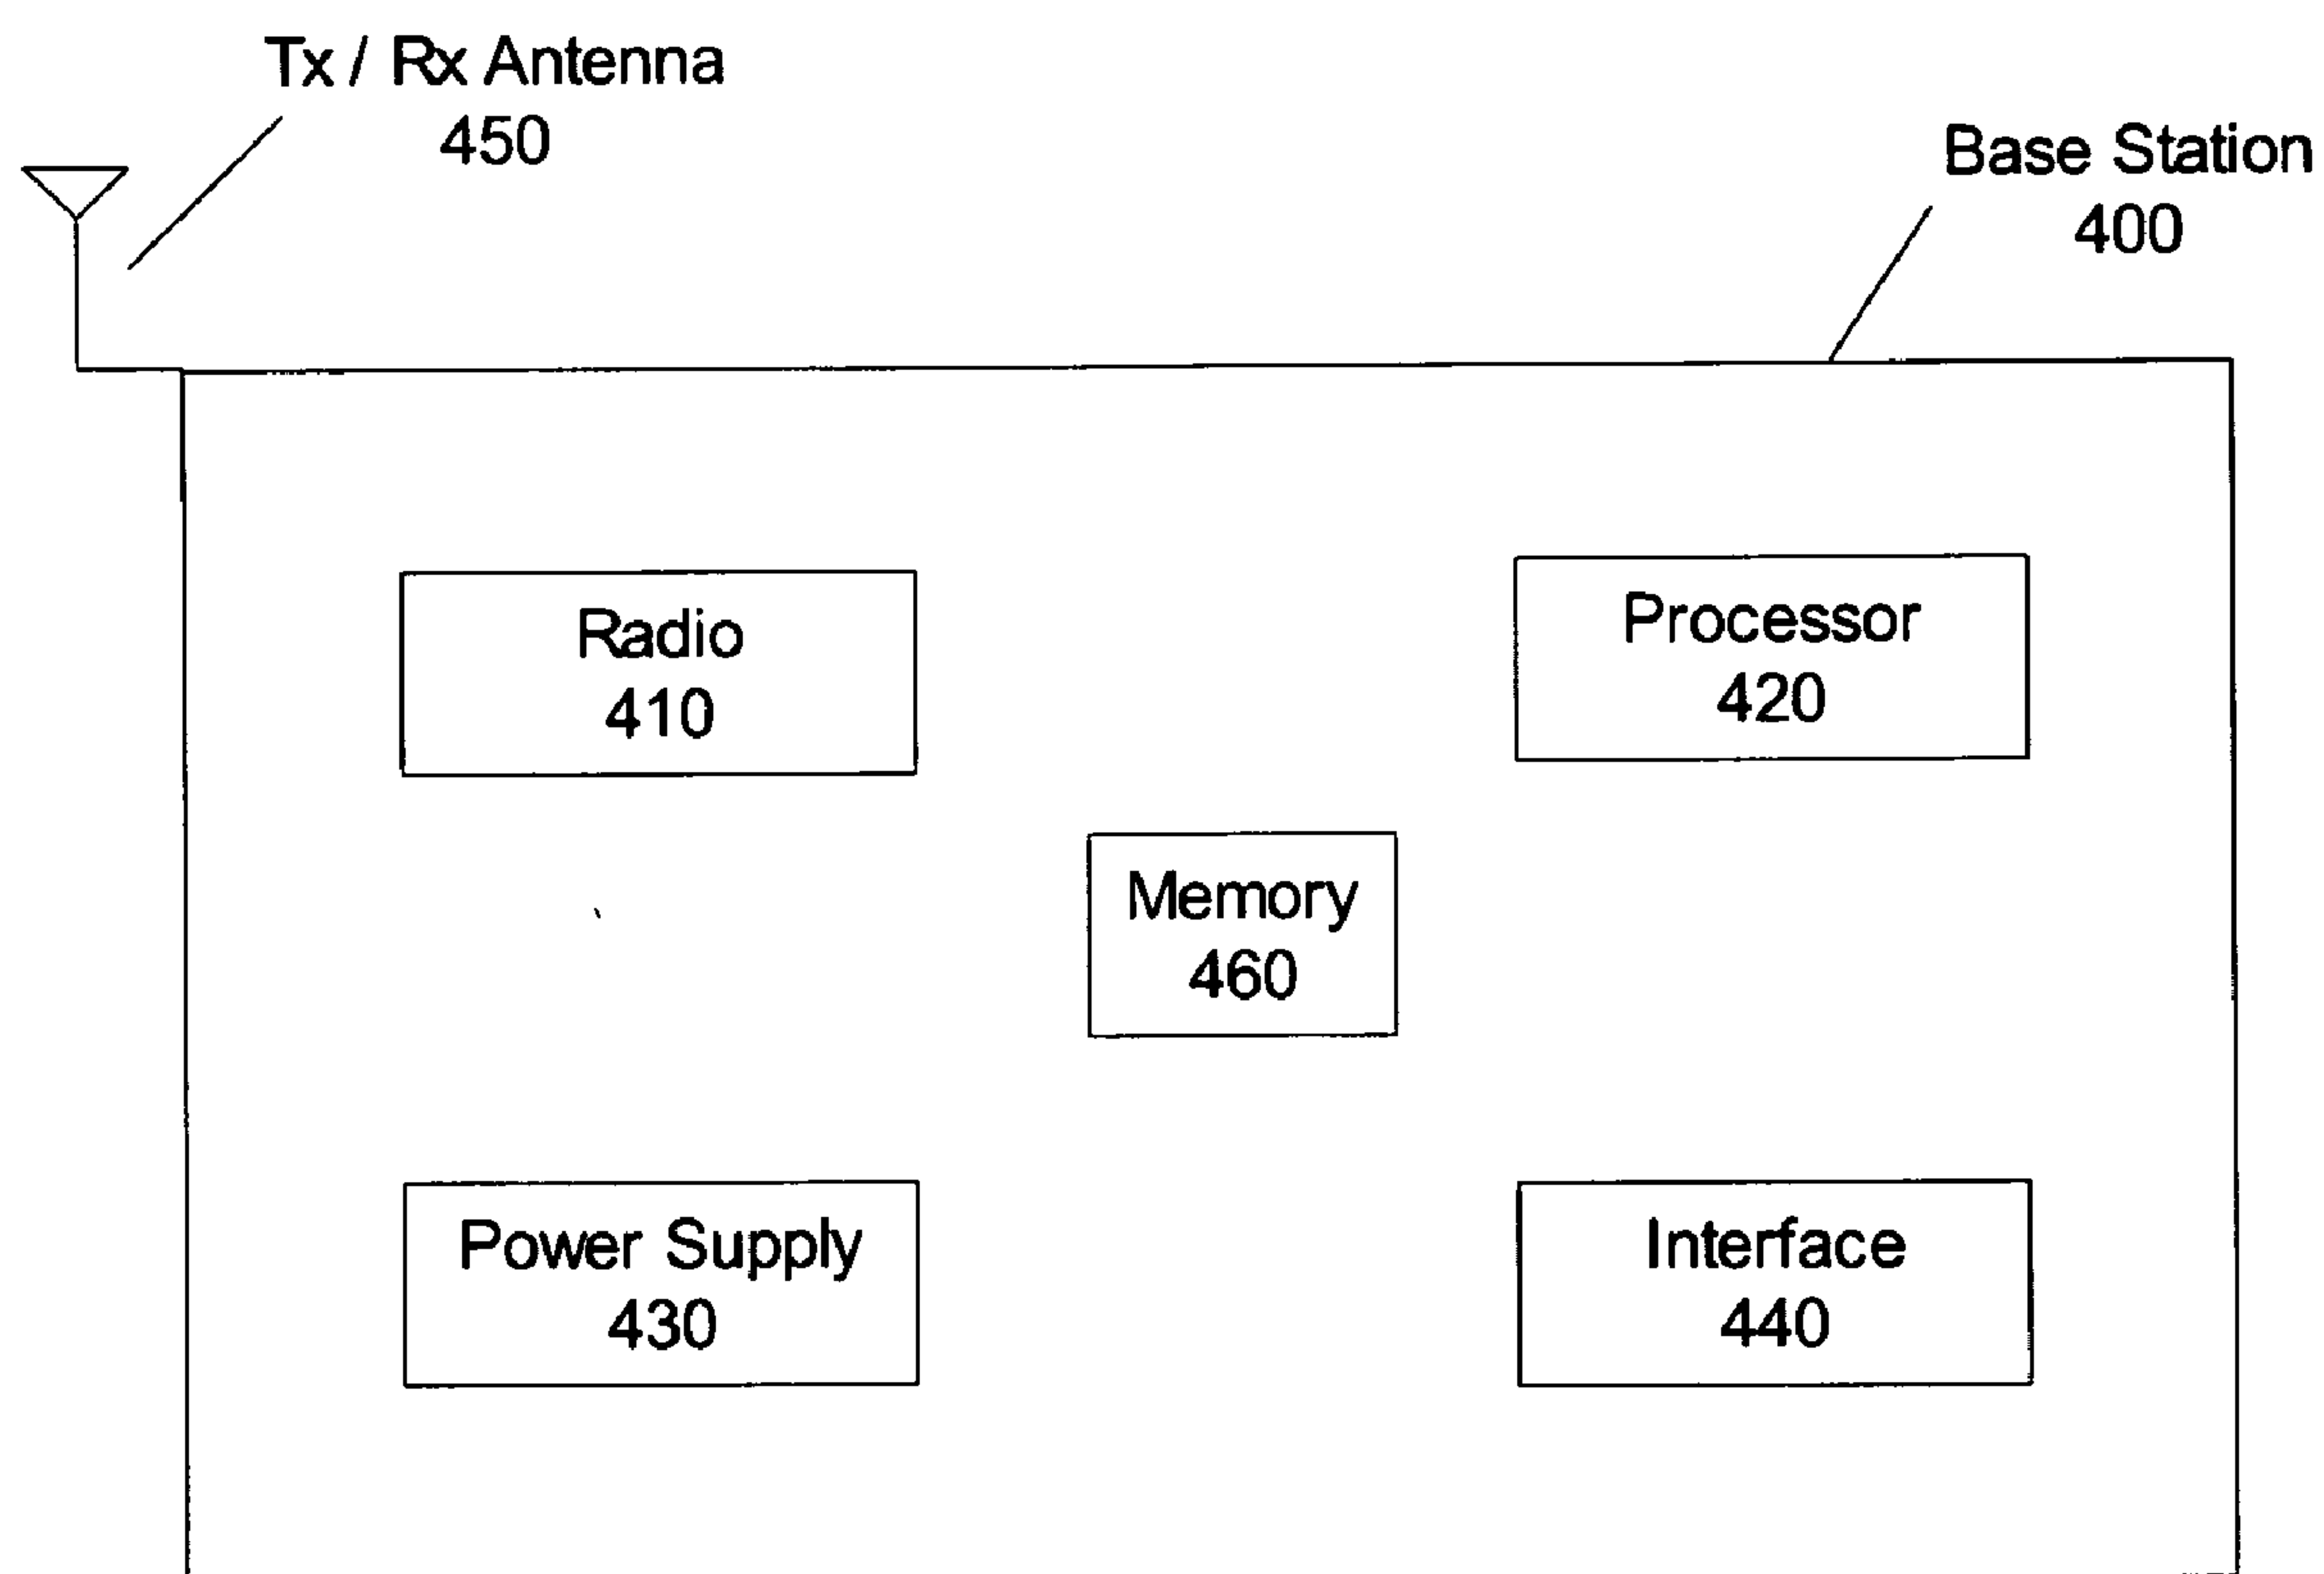 Tx / Rx Antenna
450
Base Station
400
Radio
410
Processor
420
Memory
460
Power Supply
430
Interface
440